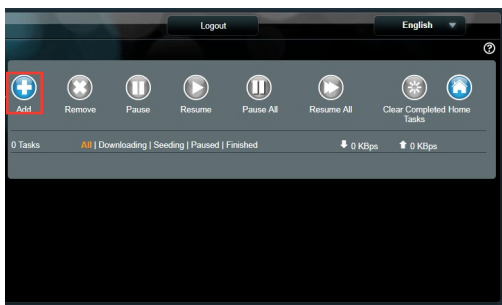 Logout English
Add Remove Pause Resume Pause All Resume All Clear Completed Home
Tasks
0 Tasks All | Downloading | Seeding | Paused | Finished 0 KBps 0 KBps